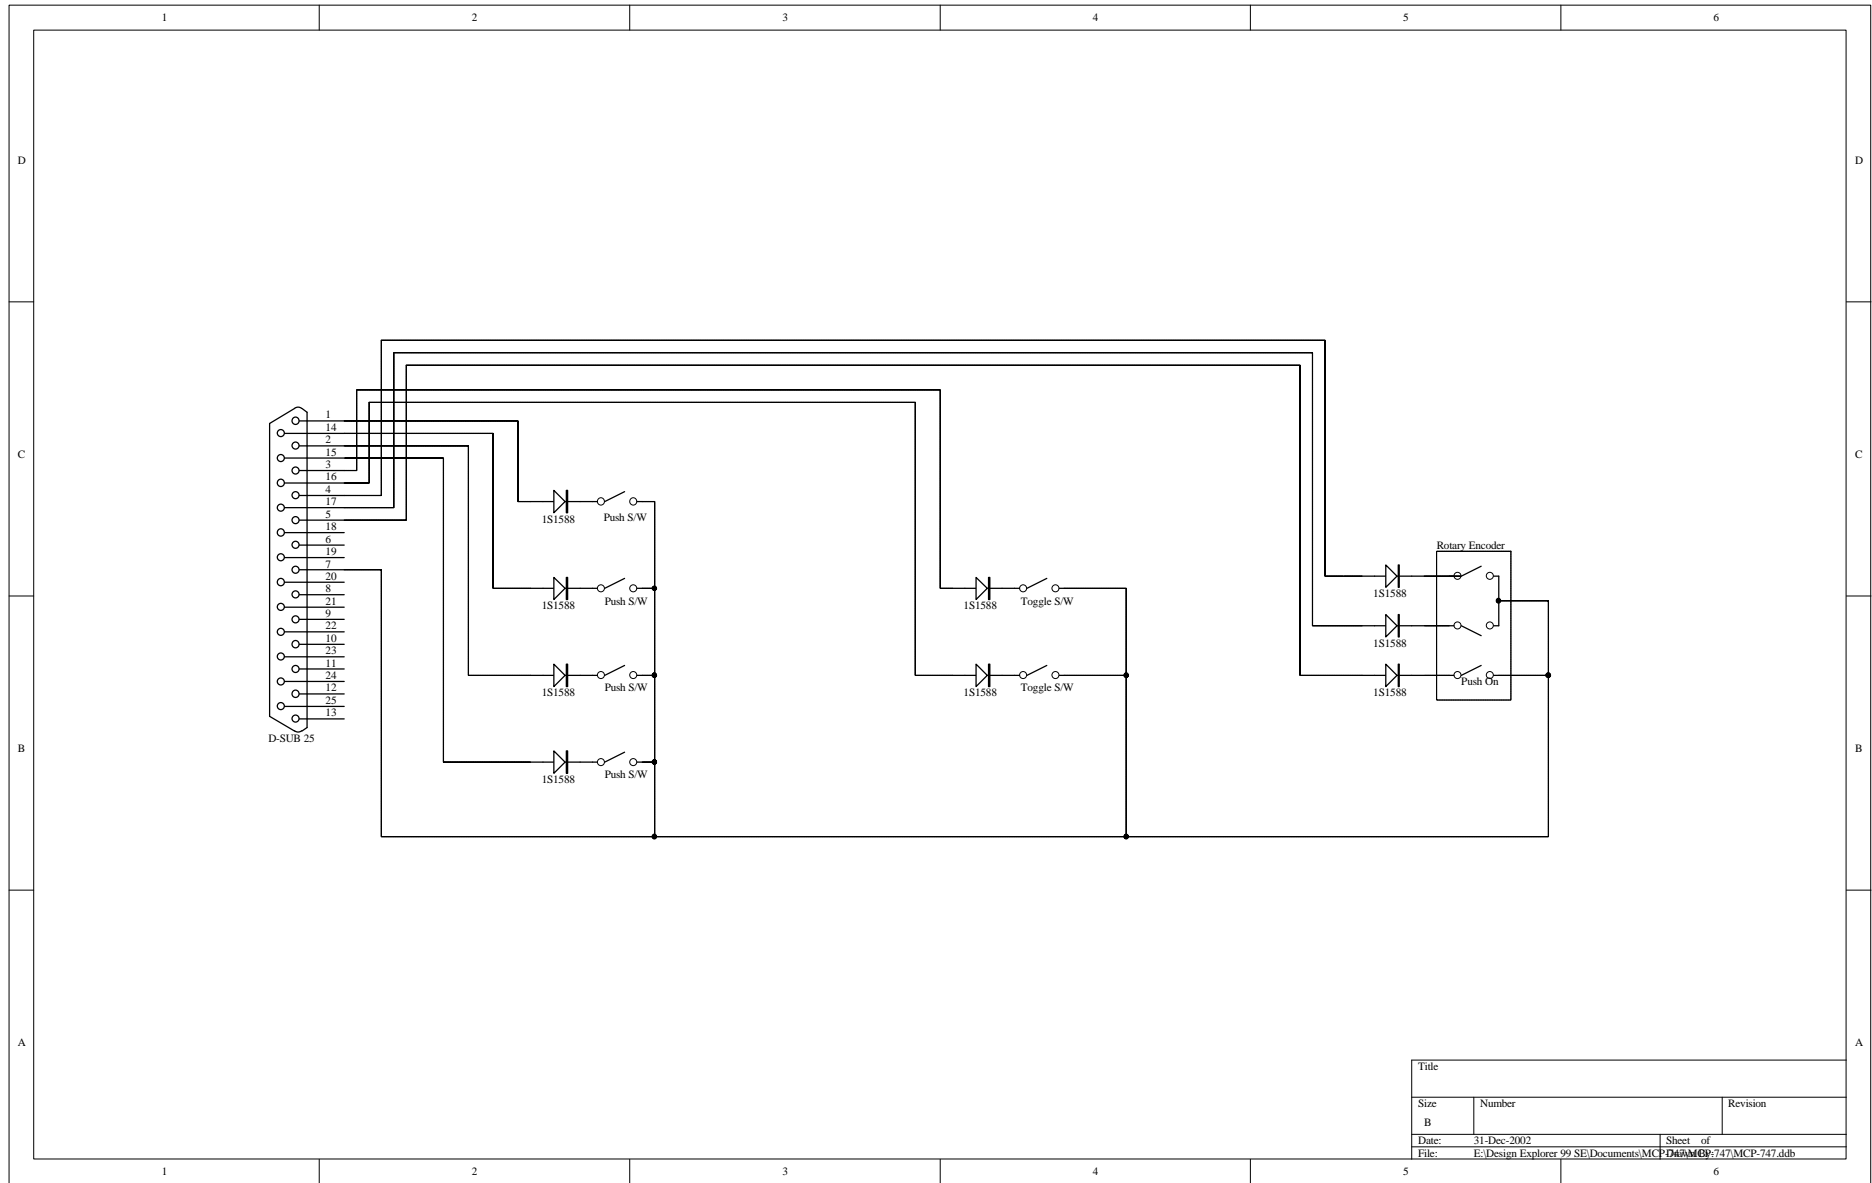 1 2 3 4 5 6
D D
C C
B B
A A
1
14
2
15
3
16
4
17
5
18
6
19
7
20
8
21
9
22
10
23
11
24
12
25
13
D-SUB 25
1S1588 Push S/W
1S1588 Push S/W
1S1588 Push S/W
1S1588 Push S/W
1S1588 Toggle S/W
1S1588 Toggle S/W
Rotary Encoder
1S1588
1S1588
1S1588 Push On
Title
Size Number Revision
B
Date: 31-Dec-2002 Sheet of
File: E:\Design Explorer 99 SE\Documents\MCP-747\MCP-747.ddb
1 2 3 4 5 6